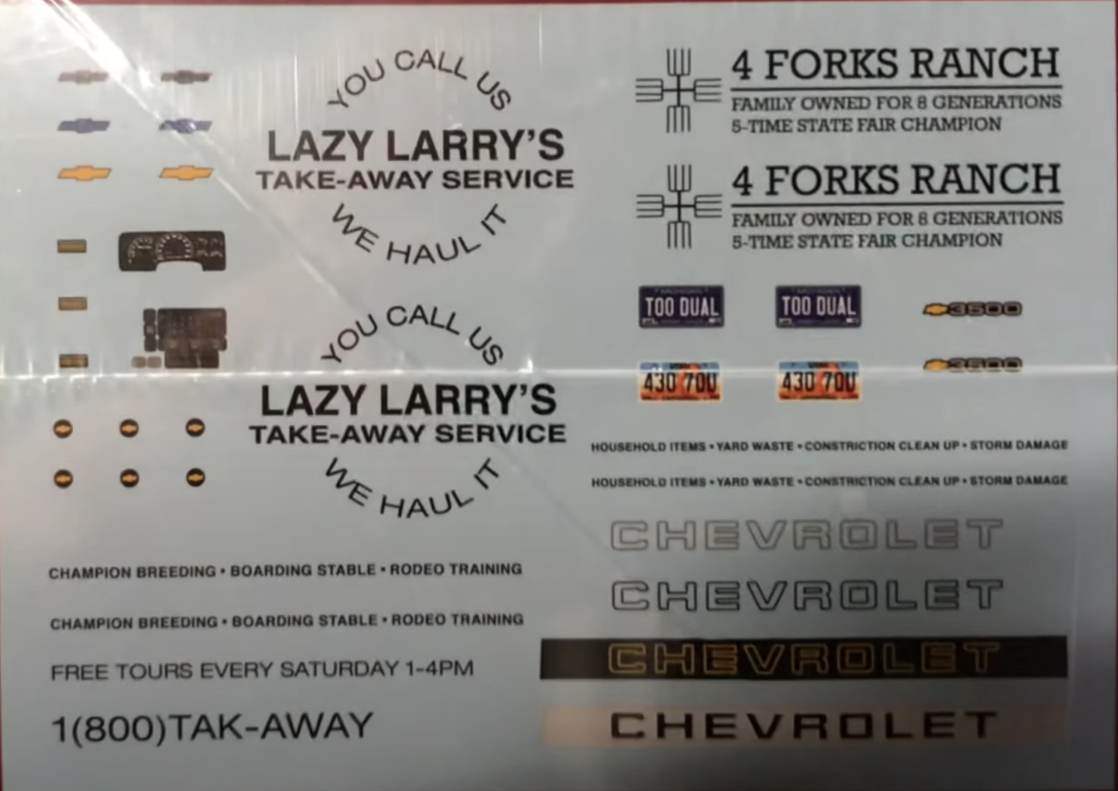 YOU CALL US
LAZY LARRY'S
TAKE-AWAY SERVICE
WE HAUL IT
4 FORKS RANCH
FAMILY OWNED FOR 8 GENERATIONS
5-TIME STATE FAIR CHAMPION
4 FORKS RANCH
FAMILY OWNED FOR 8 GENERATIONS
5-TIME STATE FAIR CHAMPION
TOO DUAL
TOO DUAL
3500
430 70U
430 70U
3500
YOU CALL US
LAZY LARRY'S
TAKE-AWAY SERVICE
WE HAUL IT
HOUSEHOLD ITEMS • YARD WASTE • CONSTRICTION CLEAN UP • STORM DAMAGE
HOUSEHOLD ITEMS • YARD WASTE • CONSTRICTION CLEAN UP • STORM DAMAGE
CHEVROLET
CHEVROLET
CHEVROLET
CHEVROLET
CHAMPION BREEDING • BOARDING STABLE • RODEO TRAINING
CHAMPION BREEDING • BOARDING STABLE • RODEO TRAINING
FREE TOURS EVERY SATURDAY 1-4PM
1(800)TAK-AWAY